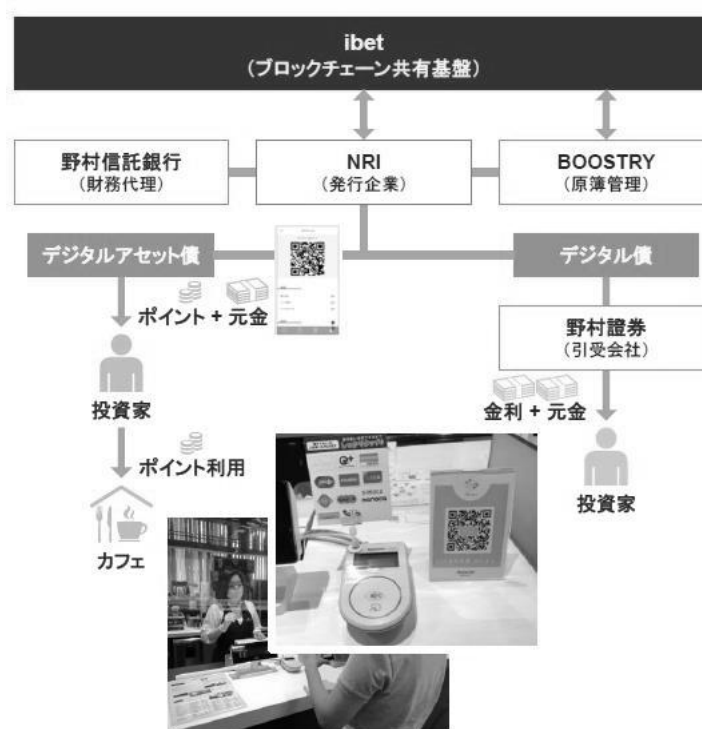 ibet
(ブロックチェーン共有基盤)
野村信託銀行
(財務代理)
NRI
(発行企業)
BOOSTRY
(原簿管理)
デジタルアセット債
デジタル債
ポイント + 元金
野村證券
(引受会社)
投資家
金利 + 元金
ポイント利用
投資家
カフェ